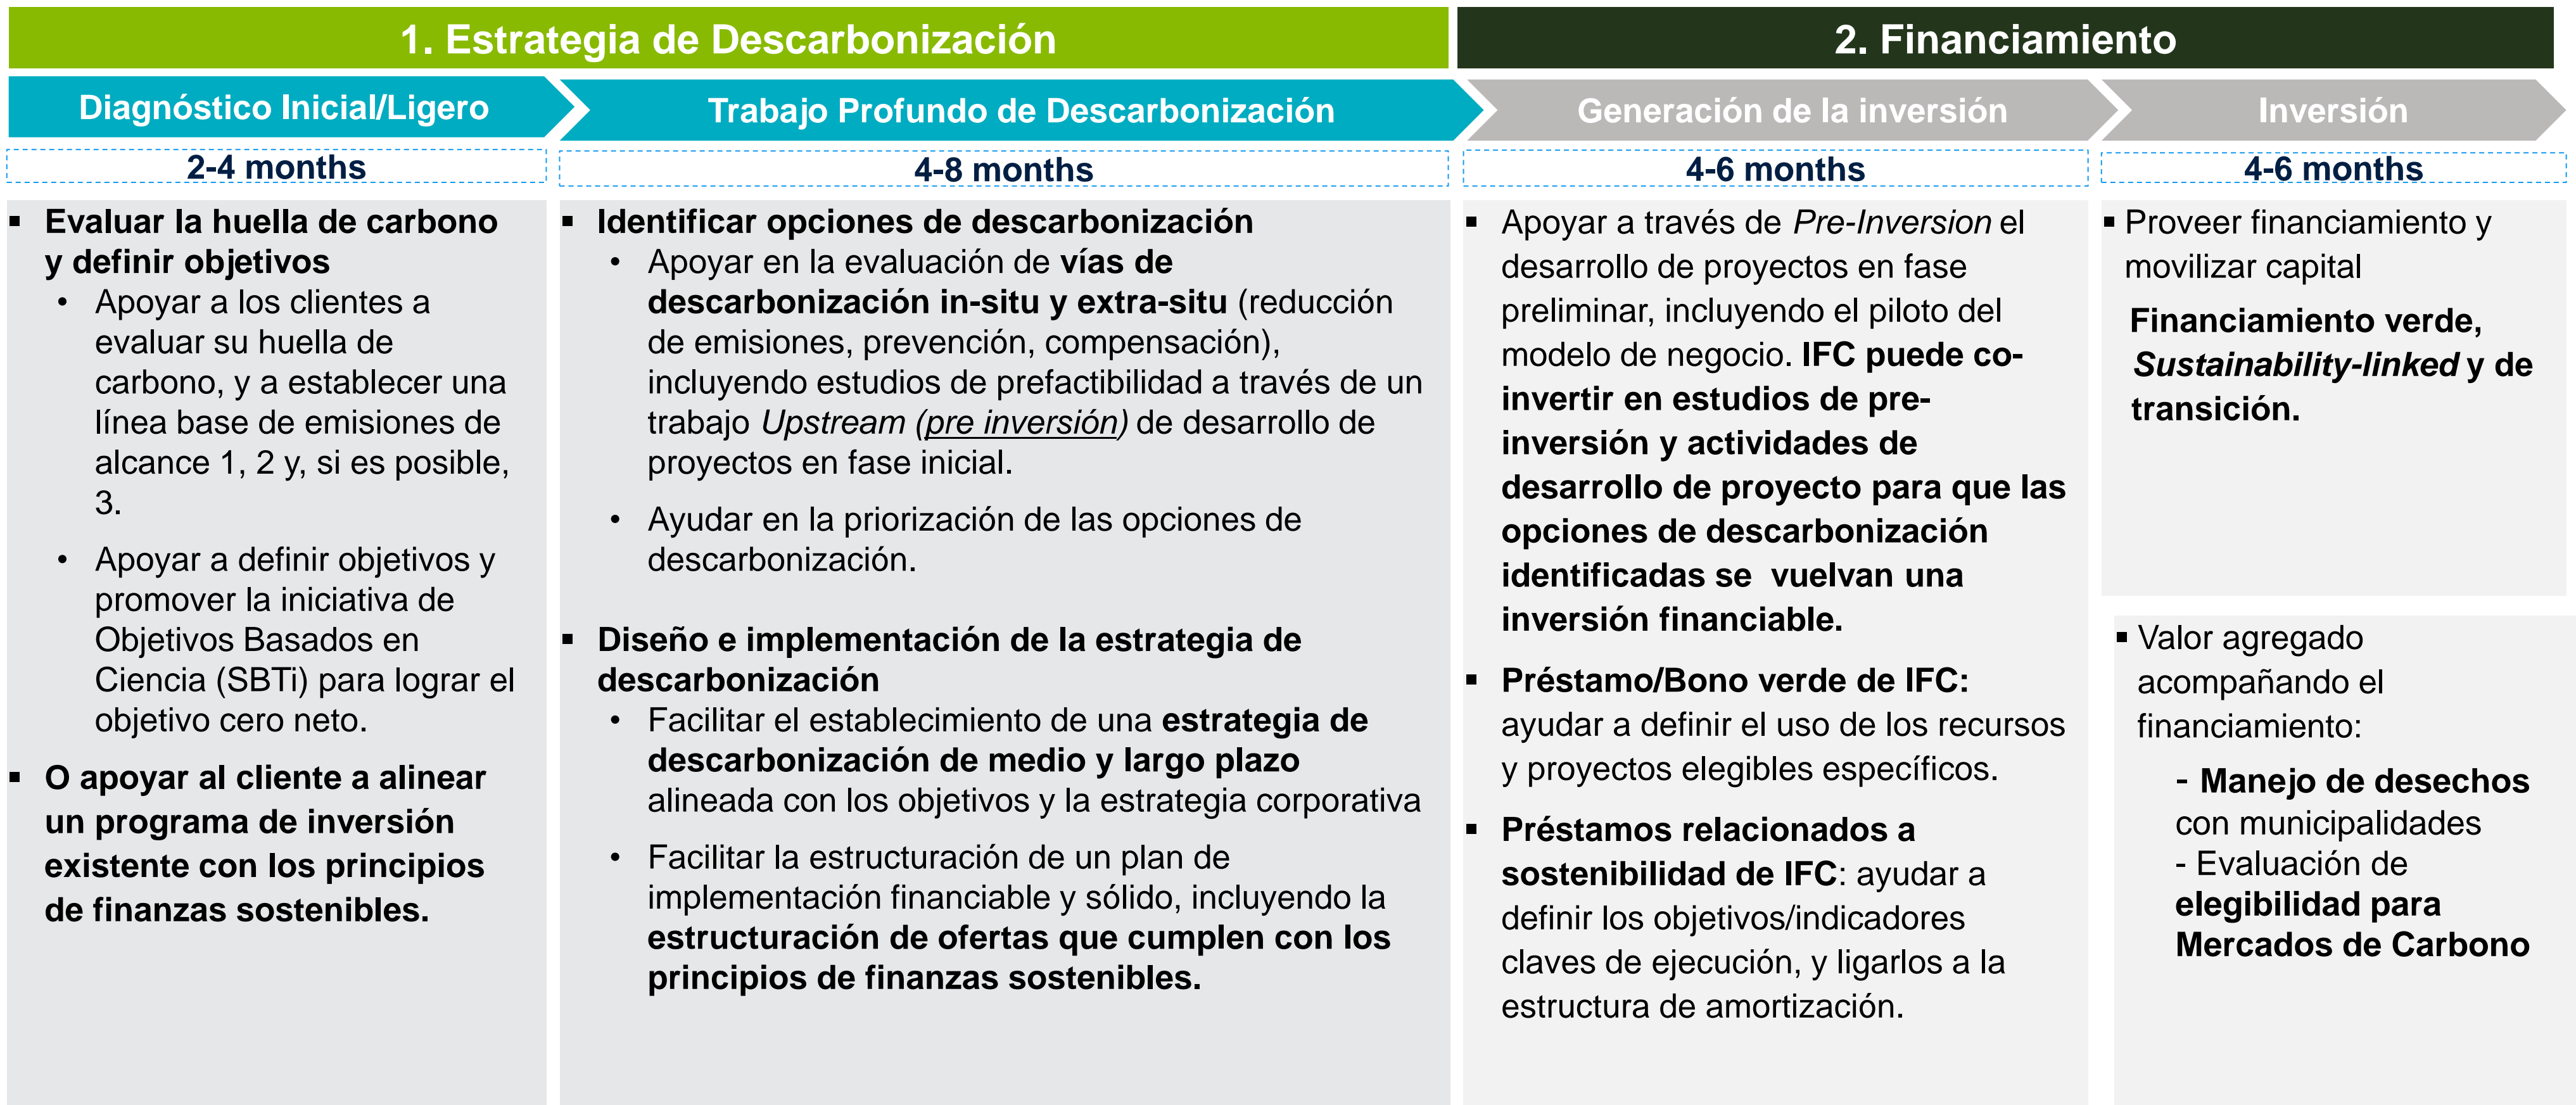 1. Estrategia de Descarbonización
2. Financiamiento
Diagnóstico Inicial/Ligero
Trabajo Profundo de Descarbonización
Generación de la inversión
Inversión
2-4 months
4-8 months
4-6 months
4-6 months
▪ Evaluar la huella de carbono
y definir objetivos
• Apoyar a los clientes a
evaluar su huella de
carbono, y a establecer una
línea base de emisiones de
alcance 1, 2 y, si es posible,
3.
• Apoyar a definir objetivos y
promover la iniciativa de
Objetivos Basados en
Ciencia (SBTi) para lograr el
objetivo cero neto.
▪ O apoyar al cliente a alinear
un programa de inversión
existente con los principios
de finanzas sostenibles.
▪ Identificar opciones de descarbonización
• Apoyar en la evaluación de vías de
descarbonización in-situ y extra-situ (reducción
de emisiones, prevención, compensación),
incluyendo estudios de prefactibilidad a través de un
trabajo Upstream (pre inversión) de desarrollo de
proyectos en fase inicial.
• Ayudar en la priorización de las opciones de
descarbonización.
▪ Diseño e implementación de la estrategia de
descarbonización
• Facilitar el establecimiento de una estrategia de
descarbonización de medio y largo plazo
alineada con los objetivos y la estrategia corporativa
• Facilitar la estructuración de un plan de
implementación financiable y sólido, incluyendo la
estructuración de ofertas que cumplen con los
principios de finanzas sostenibles.
▪ Apoyar a través de Pre-Inversion el
desarrollo de proyectos en fase
preliminar, incluyendo el piloto del
modelo de negocio. IFC puede co-
invertir en estudios de pre-
inversión y actividades de
desarrollo de proyecto para que las
opciones de descarbonización
identificadas se vuelvan una
inversión financiable.
▪ Préstamo/Bono verde de IFC:
ayudar a definir el uso de los recursos
y proyectos elegibles específicos.
▪ Préstamos relacionados a
sostenibilidad de IFC: ayudar a
definir los objetivos/indicadores
claves de ejecución, y ligarlos a la
estructura de amortización.
▪ Proveer financiamiento y
movilizar capital
Financiamiento verde,
Sustainability-linked y de
transición.
▪ Valor agregado
acompañando el
financiamiento:
- Manejo de desechos
con municipalidades
- Evaluación de
elegibilidad para
Mercados de Carbono